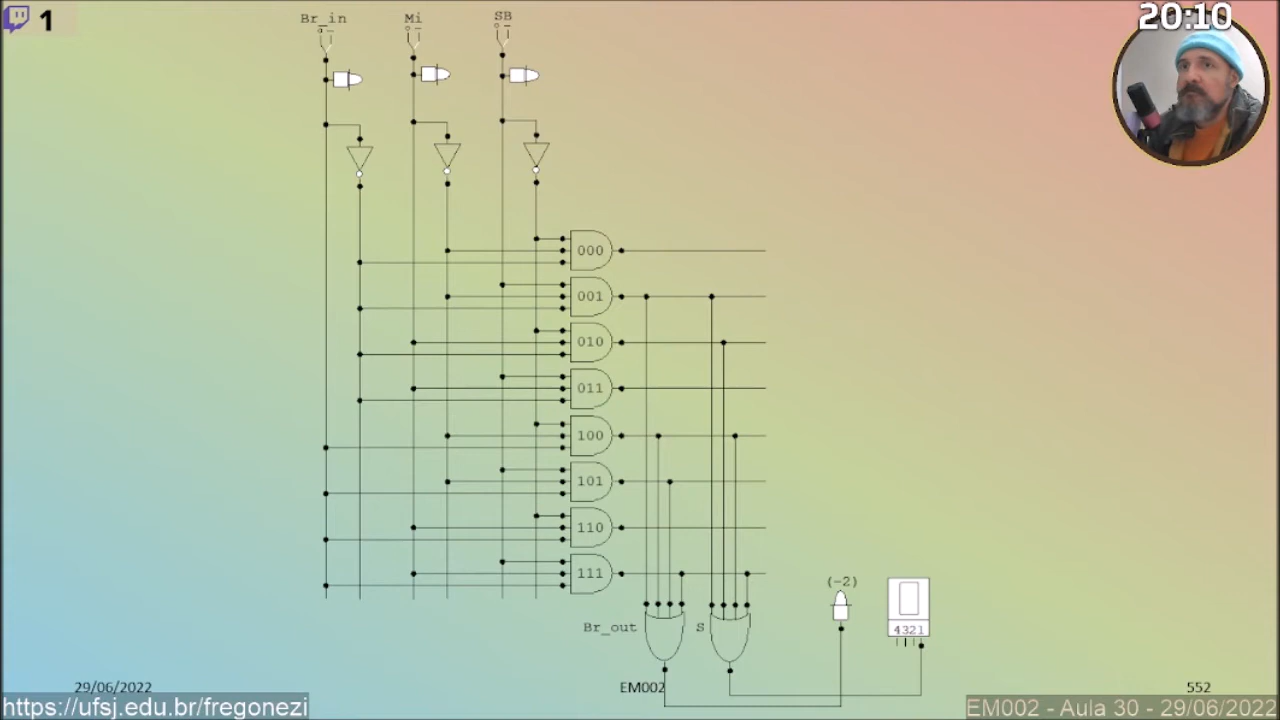 1
20:10
Br_in
Mi
SB
000
001
010
011
100
101
110
111
(-2)
4321
Br_out
S
29/06/2022
EM002
552
https://ufsj.edu.br/fregonezi
EM002 - Aula 30 - 29/06/2022